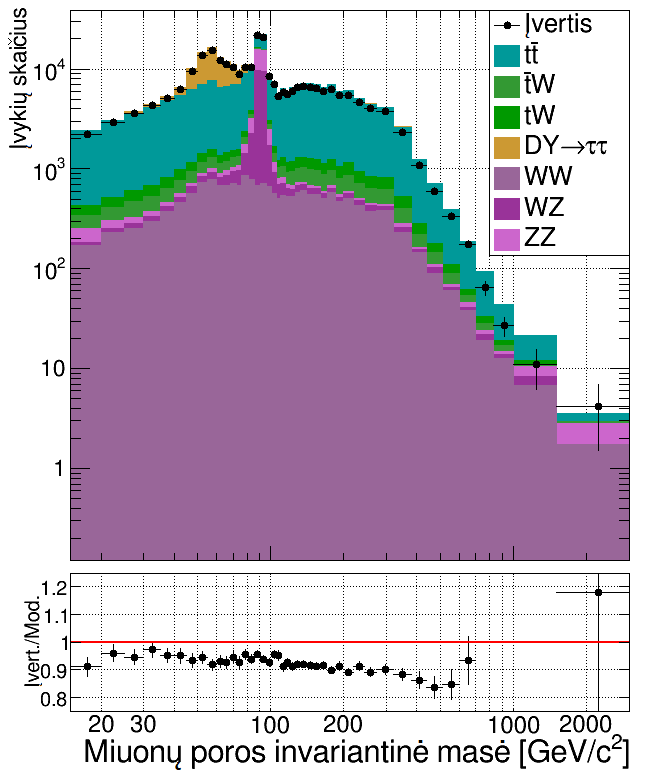 Įvykių skaičius
10⁴
10³
10²
10
1
Įvertis
tt̄
t̄W
tW
DY→ττ
WW
WZ
ZZ
Įvert./Mod.
1.2
1.1
1
0.9
0.8
20 30 100 200 1000 2000
Miuonų poros invariantinė masė [GeV/c²]